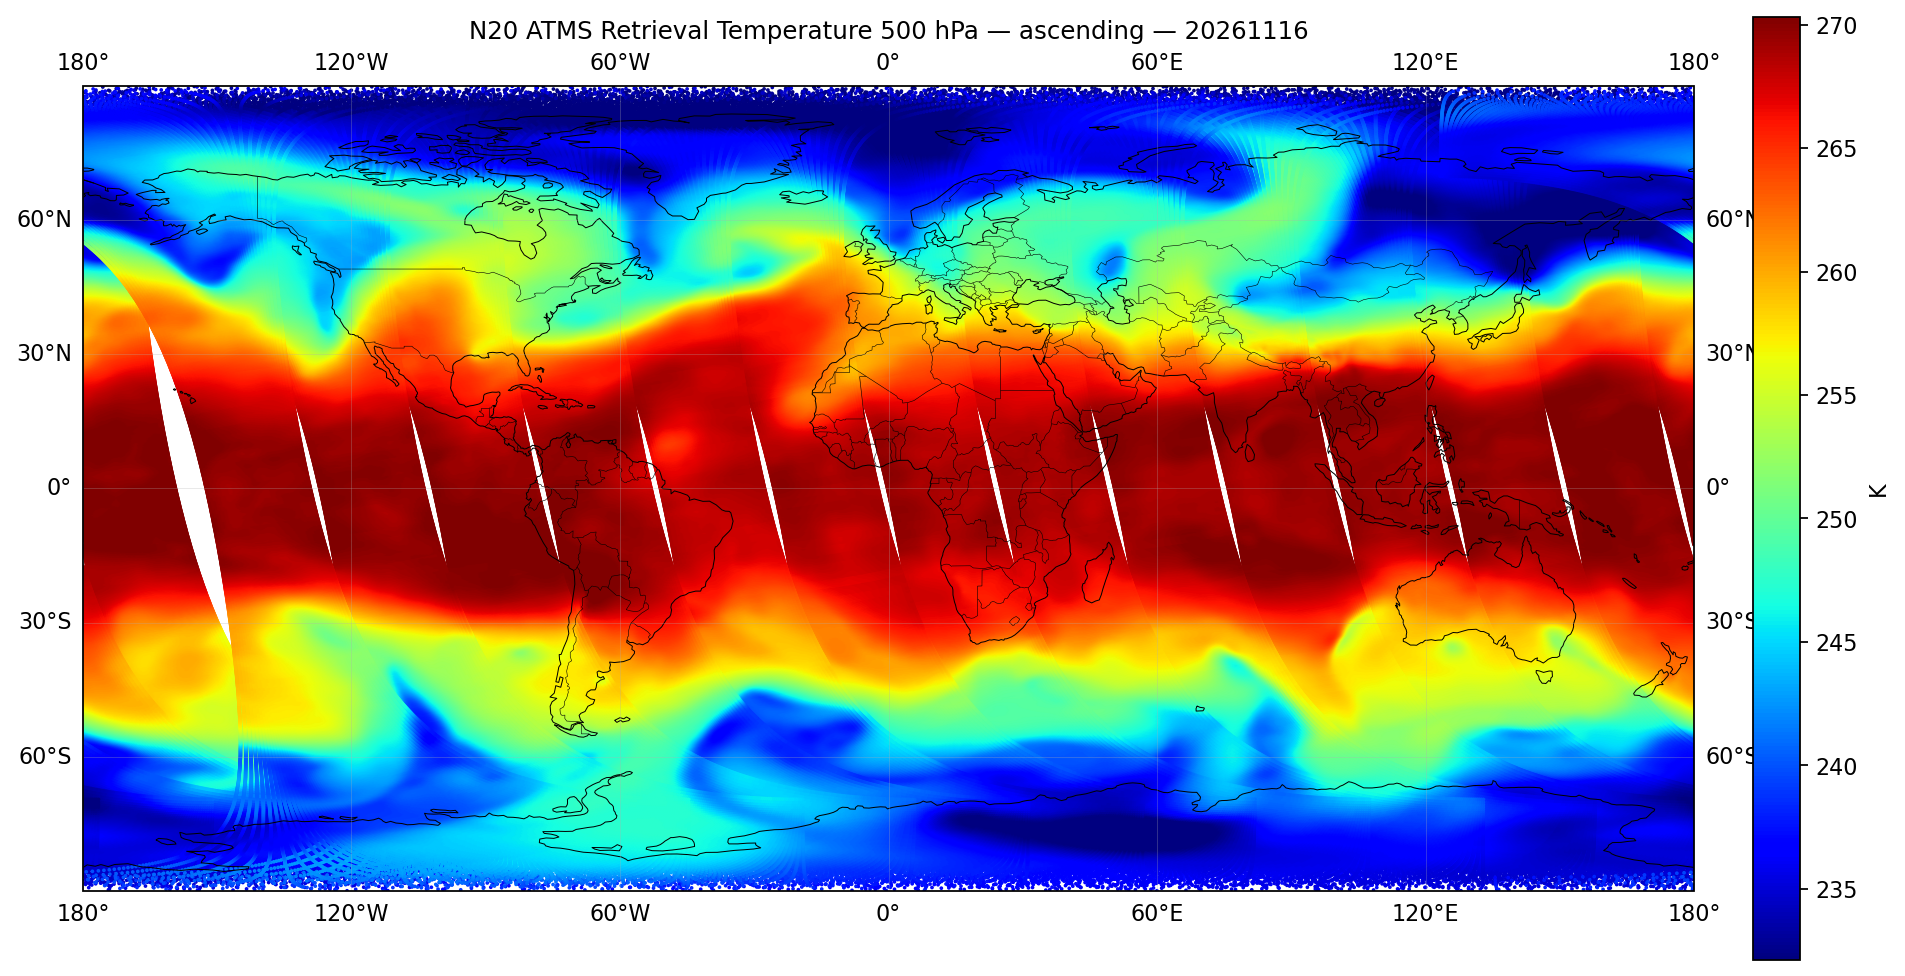 N20 ATMS Retrieval Temperature 500 hPa — ascending — 20261116
180° 120°W 60°W 0° 60°E 120°E 180°
270
265
60°N 60°N
260
30°N 30°N
255
0° 0° K
250
30°S 30°S
245
60°S 60°S
240
235
180° 120°W 60°W 0° 60°E 120°E 180°